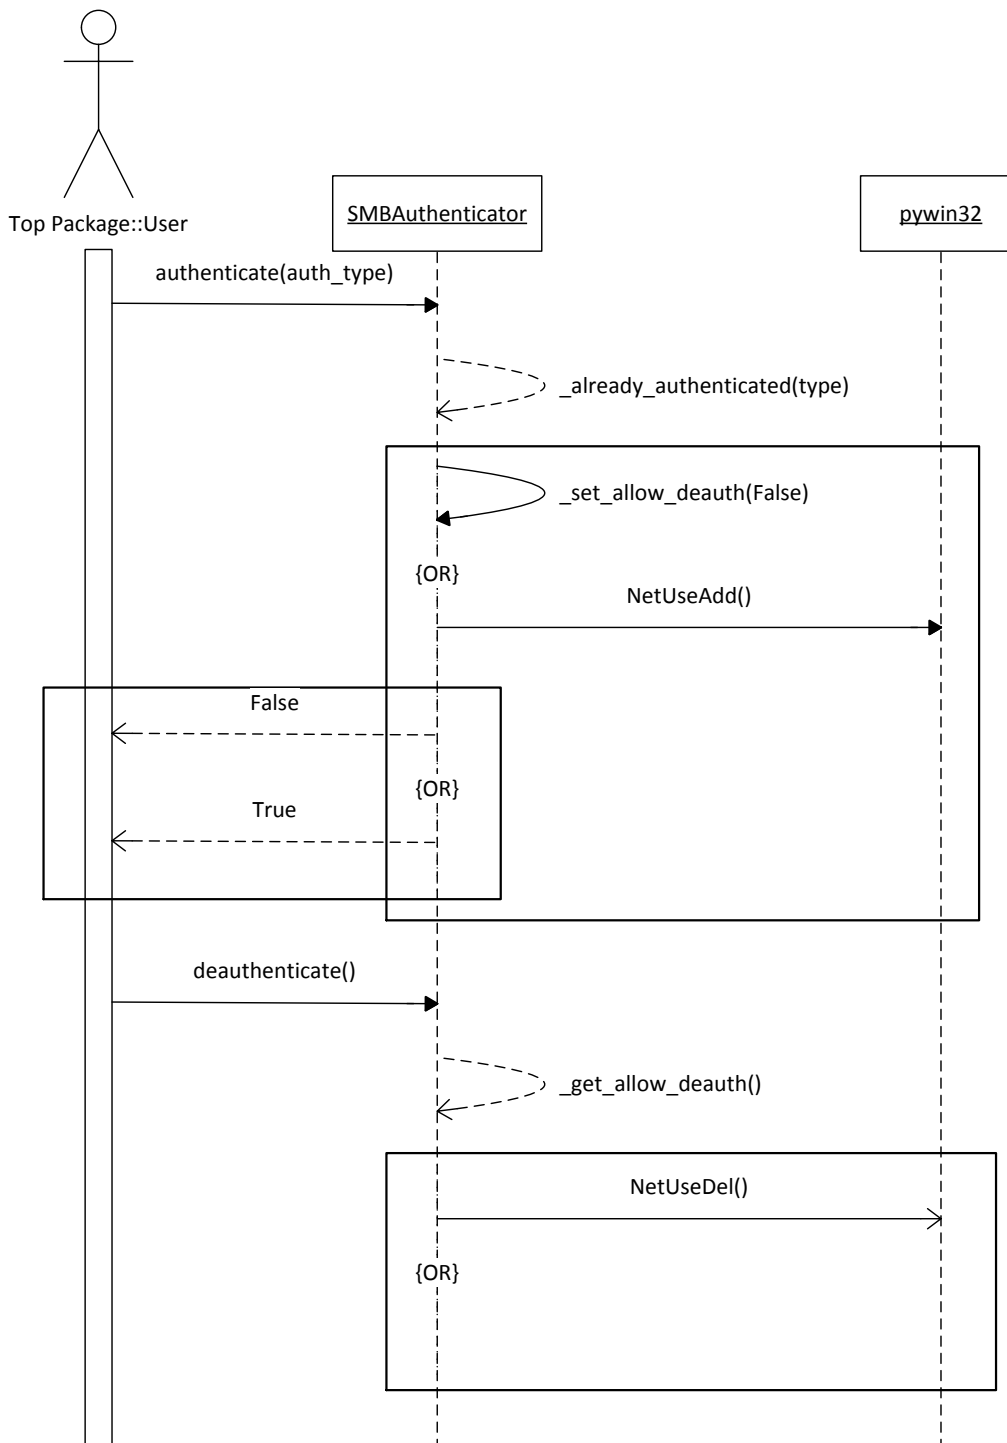 Top Package::User
SMBAuthenticator
pywin32
authenticate(auth_type)
_already_authenticated(type)
_set_allow_deauth(False)
{OR}
NetUseAdd()
False
{OR}
True
deauthenticate()
_get_allow_deauth()
NetUseDel()
{OR}